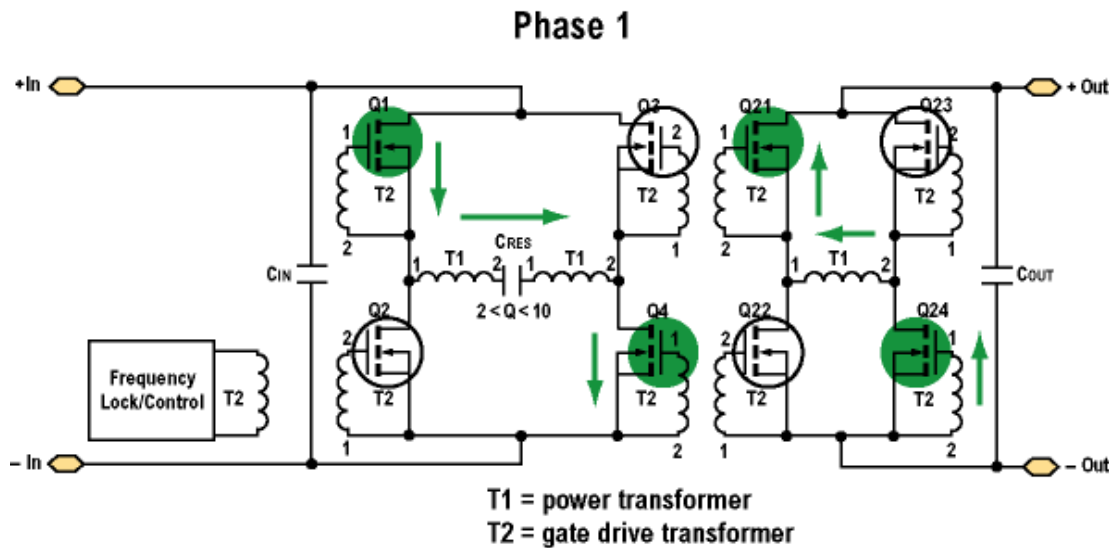 Phase 1
+In
+ Out
Q1
Q3
Q21
Q23
1
2
1
2
T2
T2
T2
T2
2
1
2
1
CRES
CIN
1
T1
2
1
T1
2
1
T1
2
COUT
2 < Q < 10
Q2
Q4
Q22
Q24
2
1
2
1
T2
T2
T2
T2
1
2
1
2
Frequency
Lock/Control
T2
– In
– Out
T1 = power transformer
T2 = gate drive transformer